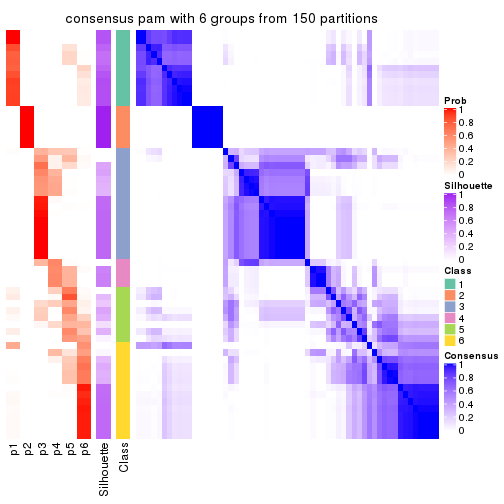 consensus pam with 6 groups from 150 partitions
Prob
1
0.8
0.6
0.4
0.2
0
Silhouette
1
0.8
0.6
0.4
0.2
0
Class
1
2
3
4
5
6
Consensus
1
0.8
0.6
0.4
0.2
0
p1
p2
p3
p4
p5
p6
Silhouette
Class